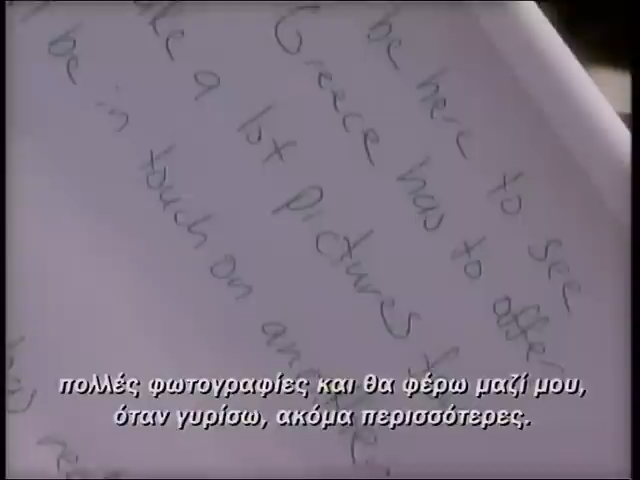 be here to see
Greece has to offer
a lot pictures
be in touch on
πολλές φωτογραφίες και θα φέρω μαζί μου,
όταν γυρίσω, ακόμα περισσότερες.